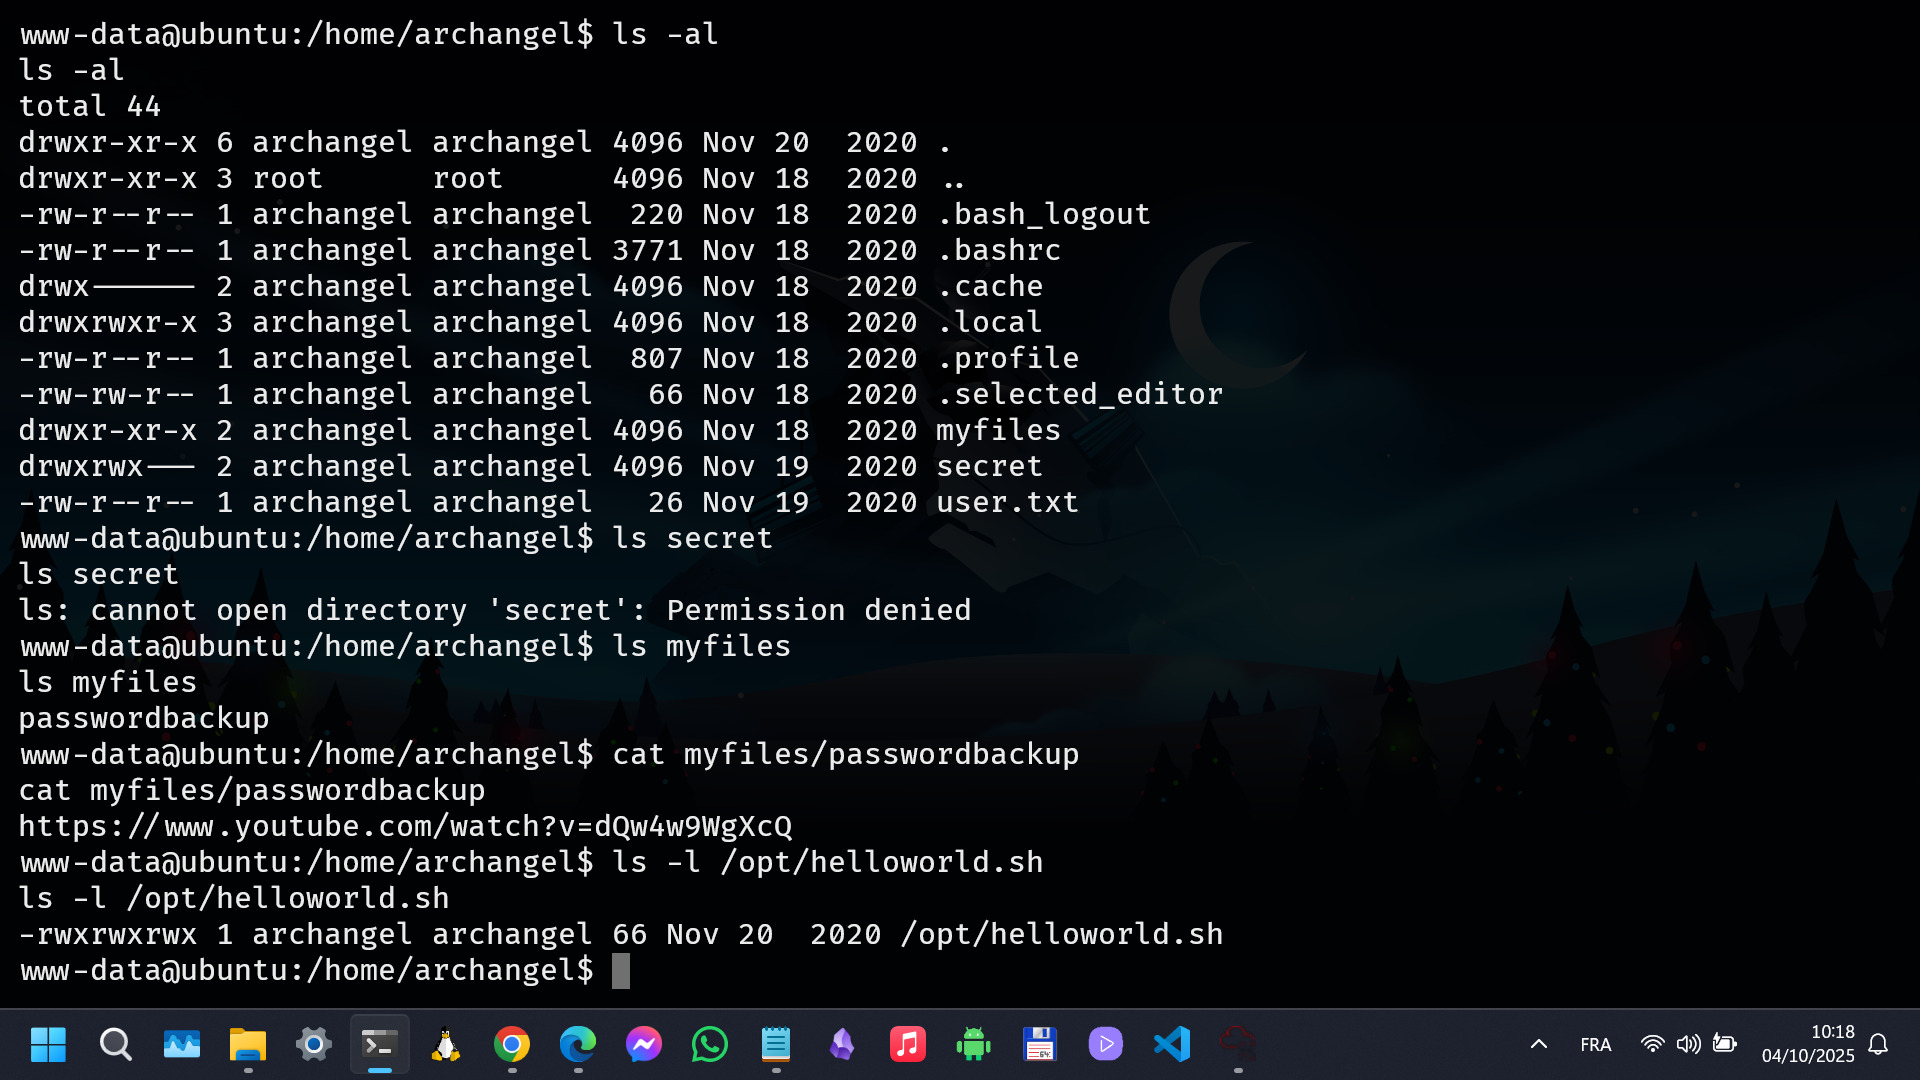 www-data@ubuntu:/home/archangel$ ls -al
ls -al
total 44
drwxr-xr-x 6 archangel archangel 4096 Nov 20  2020 .
drwxr-xr-x 3 root      root      4096 Nov 18  2020 ..
-rw-r--r-- 1 archangel archangel  220 Nov 18  2020 .bash_logout
-rw-r--r-- 1 archangel archangel 3771 Nov 18  2020 .bashrc
drwx------ 2 archangel archangel 4096 Nov 18  2020 .cache
drwxrwxr-x 3 archangel archangel 4096 Nov 18  2020 .local
-rw-r--r-- 1 archangel archangel  807 Nov 18  2020 .profile
-rw-rw-r-- 1 archangel archangel   66 Nov 18  2020 .selected_editor
drwxr-xr-x 2 archangel archangel 4096 Nov 18  2020 myfiles
drwxrwx--- 2 archangel archangel 4096 Nov 19  2020 secret
-rw-r--r-- 1 archangel archangel   26 Nov 19  2020 user.txt
www-data@ubuntu:/home/archangel$ ls secret
ls secret
ls: cannot open directory 'secret': Permission denied
www-data@ubuntu:/home/archangel$ ls myfiles
ls myfiles
passwordbackup
www-data@ubuntu:/home/archangel$ cat myfiles/passwordbackup
cat myfiles/passwordbackup
https://www.youtube.com/watch?v=dQw4w9WgXcQ
www-data@ubuntu:/home/archangel$ ls -l /opt/helloworld.sh
ls -l /opt/helloworld.sh
-rwxrwxrwx 1 archangel archangel 66 Nov 20  2020 /opt/helloworld.sh
www-data@ubuntu:/home/archangel$
64
FRA
10:18
04/10/2025